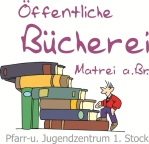 Öffentliche
Bücherei
Matrei a.Br.
Pfarr-u. Jugendzentrum 1. Stock